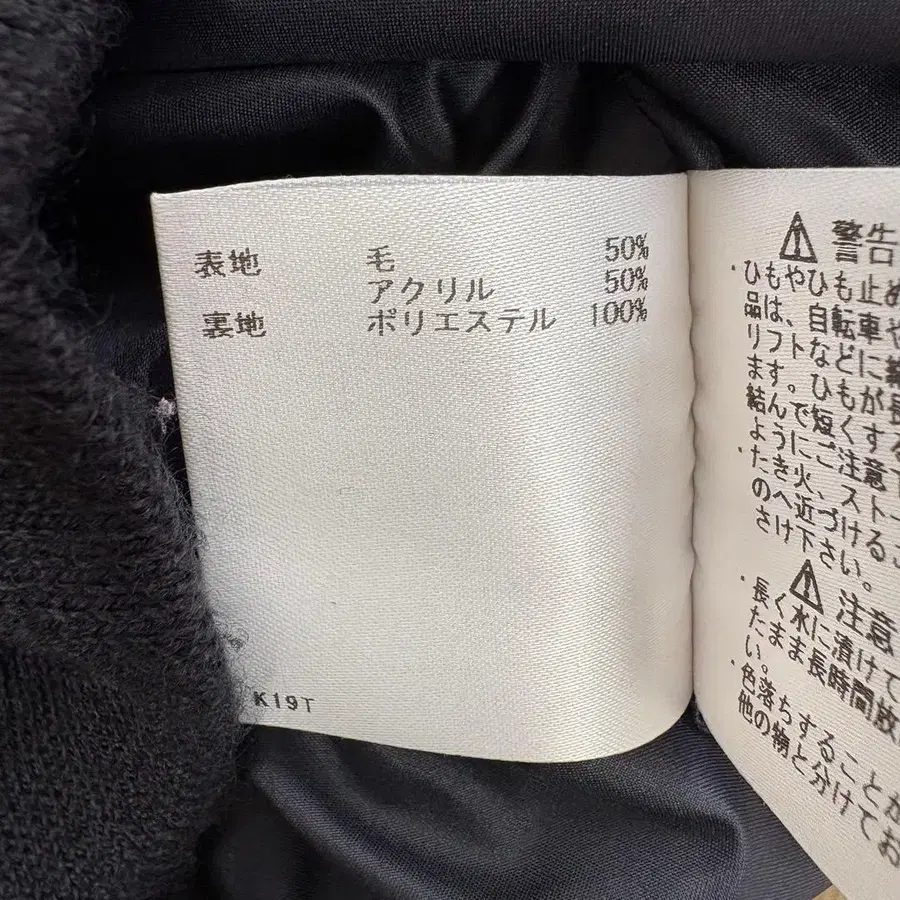 表地 毛 50%
アクリル 50%
裏地 ポリエステル 100%
K19T
⚠ 警告
・ひもやひも止め
品は、自転車や
リフトなどに
ます。ひもが長
結んで短くする
ように ご注意下
・たき火、ストー
のへ近づけるこ
さけ下さい。
⚠ 注意
・長く水に漬けて
たまま長時間放
い。
・色落ちすることが
他の物と分けてお